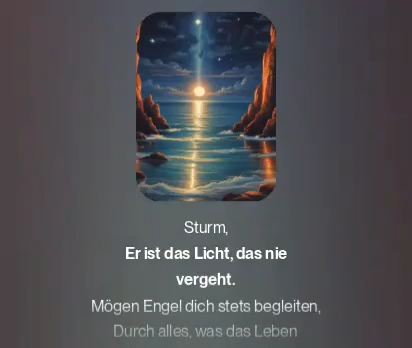 Sturm,
Er ist das Licht, das nie
vergeht.
Mögen Engel dich stets begleiten,
Durch alles, was das Leben